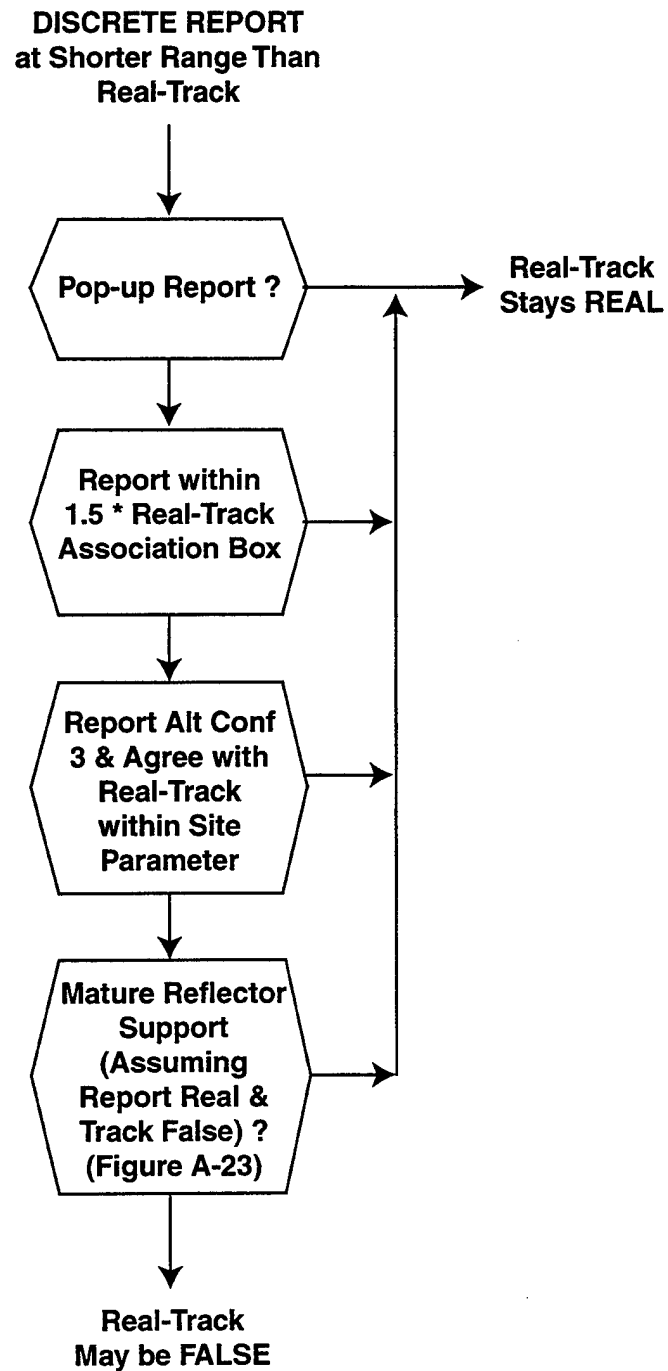 DISCRETE REPORT
at Shorter Range Than
Real-Track
Pop-up Report ?
Real-Track
Stays REAL
Report within
1.5 * Real-Track
Association Box
Report Alt Conf
3 & Agree with
Real-Track
within Site
Parameter
Mature Reflector
Support
(Assuming
Report Real &
Track False) ?
(Figure A-23)
Real-Track
May be FALSE